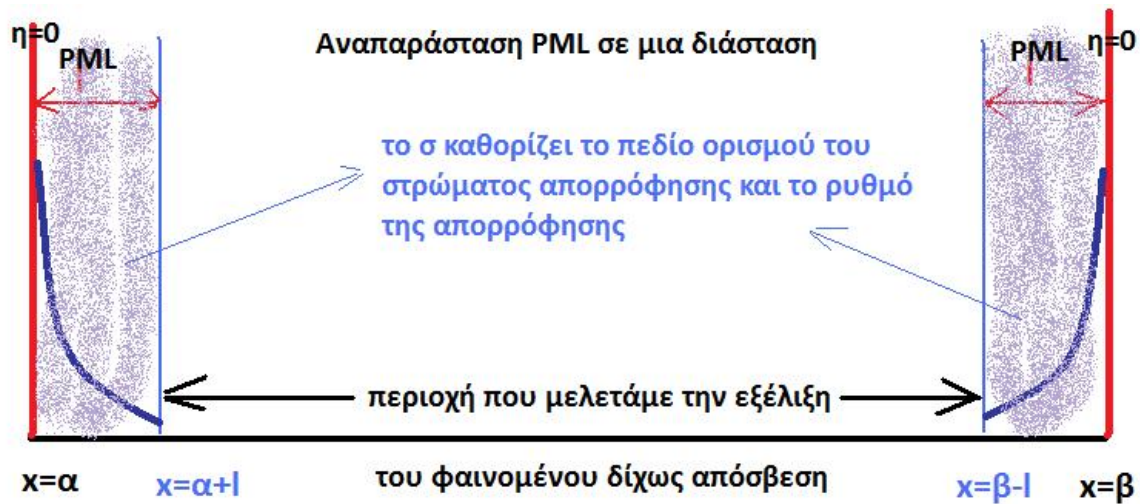 η=0
PML
Αναπαράσταση PML σε μια διάσταση
PML
η=0
το σ καθορίζει το πεδίο ορισμού του
στρώματος απορρόφησης και το ρυθμό
της απορρόφησης
περιοχή που μελετάμε την εξέλιξη
x=α
x=α+l
του φαινομένου δίχως απόσβεση
x=β-l
x=β